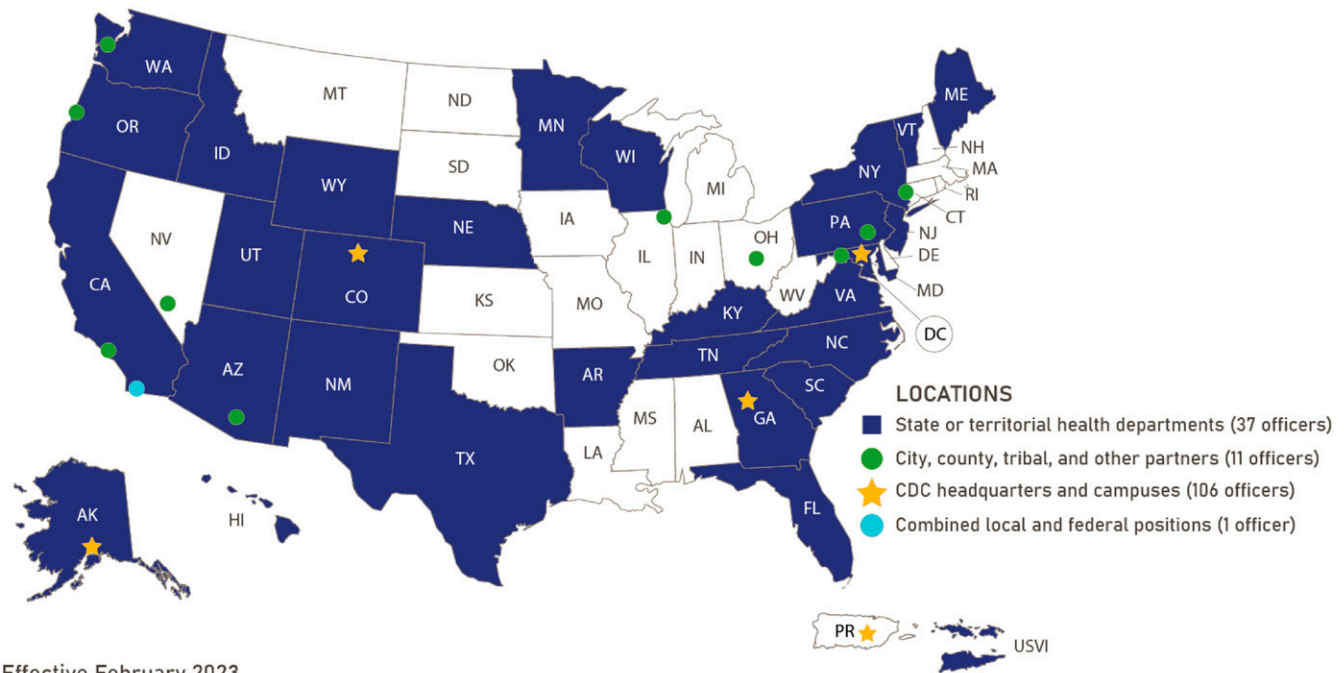 WA
MT
ND
MN
ME
OR
ID
SD
WI
VT
NH
NY
MA
WY
MI
RI
IA
CT
NE
PA
NV
OH
NJ
UT
IL
IN
DE
CA
CO
WV
MD
KS
MO
VA
KY
DC
NC
TN
OK
AZ
NM
AR
SC
MS
AL
GA
LA
TX
FL
AK
HI
PR
USVI
LOCATIONS
State or territorial health departments (37 officers)
City, county, tribal, and other partners (11 officers)
CDC headquarters and campuses (106 officers)
Combined local and federal positions (1 officer)
Effective February 2023